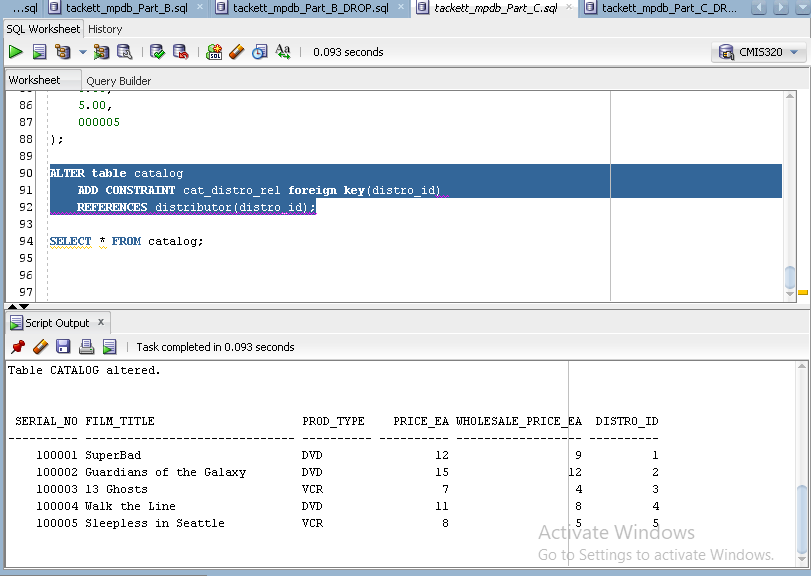 ...sql tackett_mpdb_Part_B.sql tackett_mpdb_Part_B_DROP.sql tackett_mpdb_Part_C.sql tackett_mpdb_Part_C_DR...
SQL Worksheet History
0.093 seconds CMIS320
Worksheet Query Builder
86 5.00,
87 000005
88 );
89
90 ALTER table catalog
91 ADD CONSTRAINT cat_distro_rel foreign key(distro_id)
92 REFERENCES distributor(distro_id);
93
94 SELECT * FROM catalog;
95
96
97
Script Output x
Task completed in 0.093 seconds
Table CATALOG altered.
SERIAL_NO FILM_TITLE PROD_TYPE PRICE_EA WHOLESALE_PRICE_EA DISTRO_ID
---------- ------------------------------ ---------- ---------- ------------------ ----------
100001 SuperBad DVD 12 9 1
100002 Guardians of the Galaxy DVD 15 12 2
100003 13 Ghosts VCR 7 4 3
100004 Walk the Line DVD 11 8 4
100005 Sleepless in Seattle VCR 8 5 5
Activate Windows
Go to Settings to activate Windows.